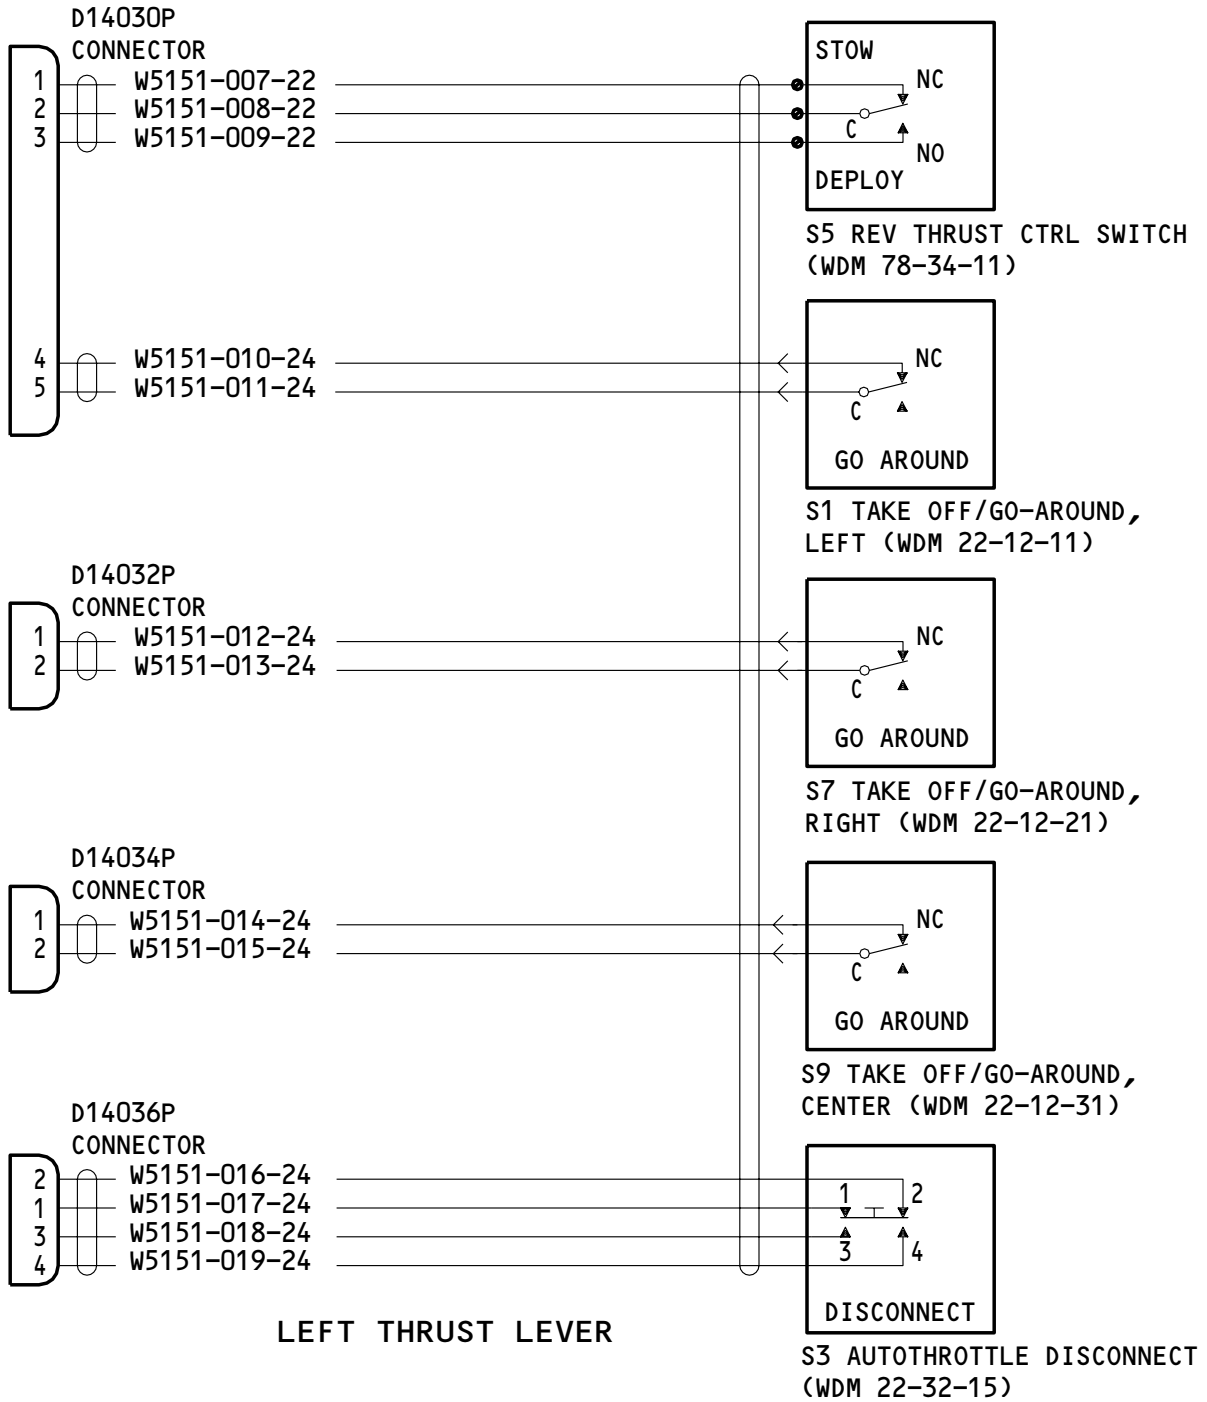 D14030P
CONNECTOR
1 W5151-007-22
2 W5151-008-22
3 W5151-009-22
STOW
NC
C
NO
DEPLOY
S5 REV THRUST CTRL SWITCH
(WDM 78-34-11)
4 W5151-010-24
5 W5151-011-24
NC
C
GO AROUND
S1 TAKE OFF/GO-AROUND,
LEFT (WDM 22-12-11)
D14032P
CONNECTOR
1 W5151-012-24
2 W5151-013-24
NC
C
GO AROUND
S7 TAKE OFF/GO-AROUND,
RIGHT (WDM 22-12-21)
D14034P
CONNECTOR
1 W5151-014-24
2 W5151-015-24
NC
C
GO AROUND
S9 TAKE OFF/GO-AROUND,
CENTER (WDM 22-12-31)
D14036P
CONNECTOR
2 W5151-016-24
1 W5151-017-24
3 W5151-018-24
4 W5151-019-24
1 2
3 4
DISCONNECT
LEFT THRUST LEVER
S3 AUTOTHROTTLE DISCONNECT
(WDM 22-32-15)